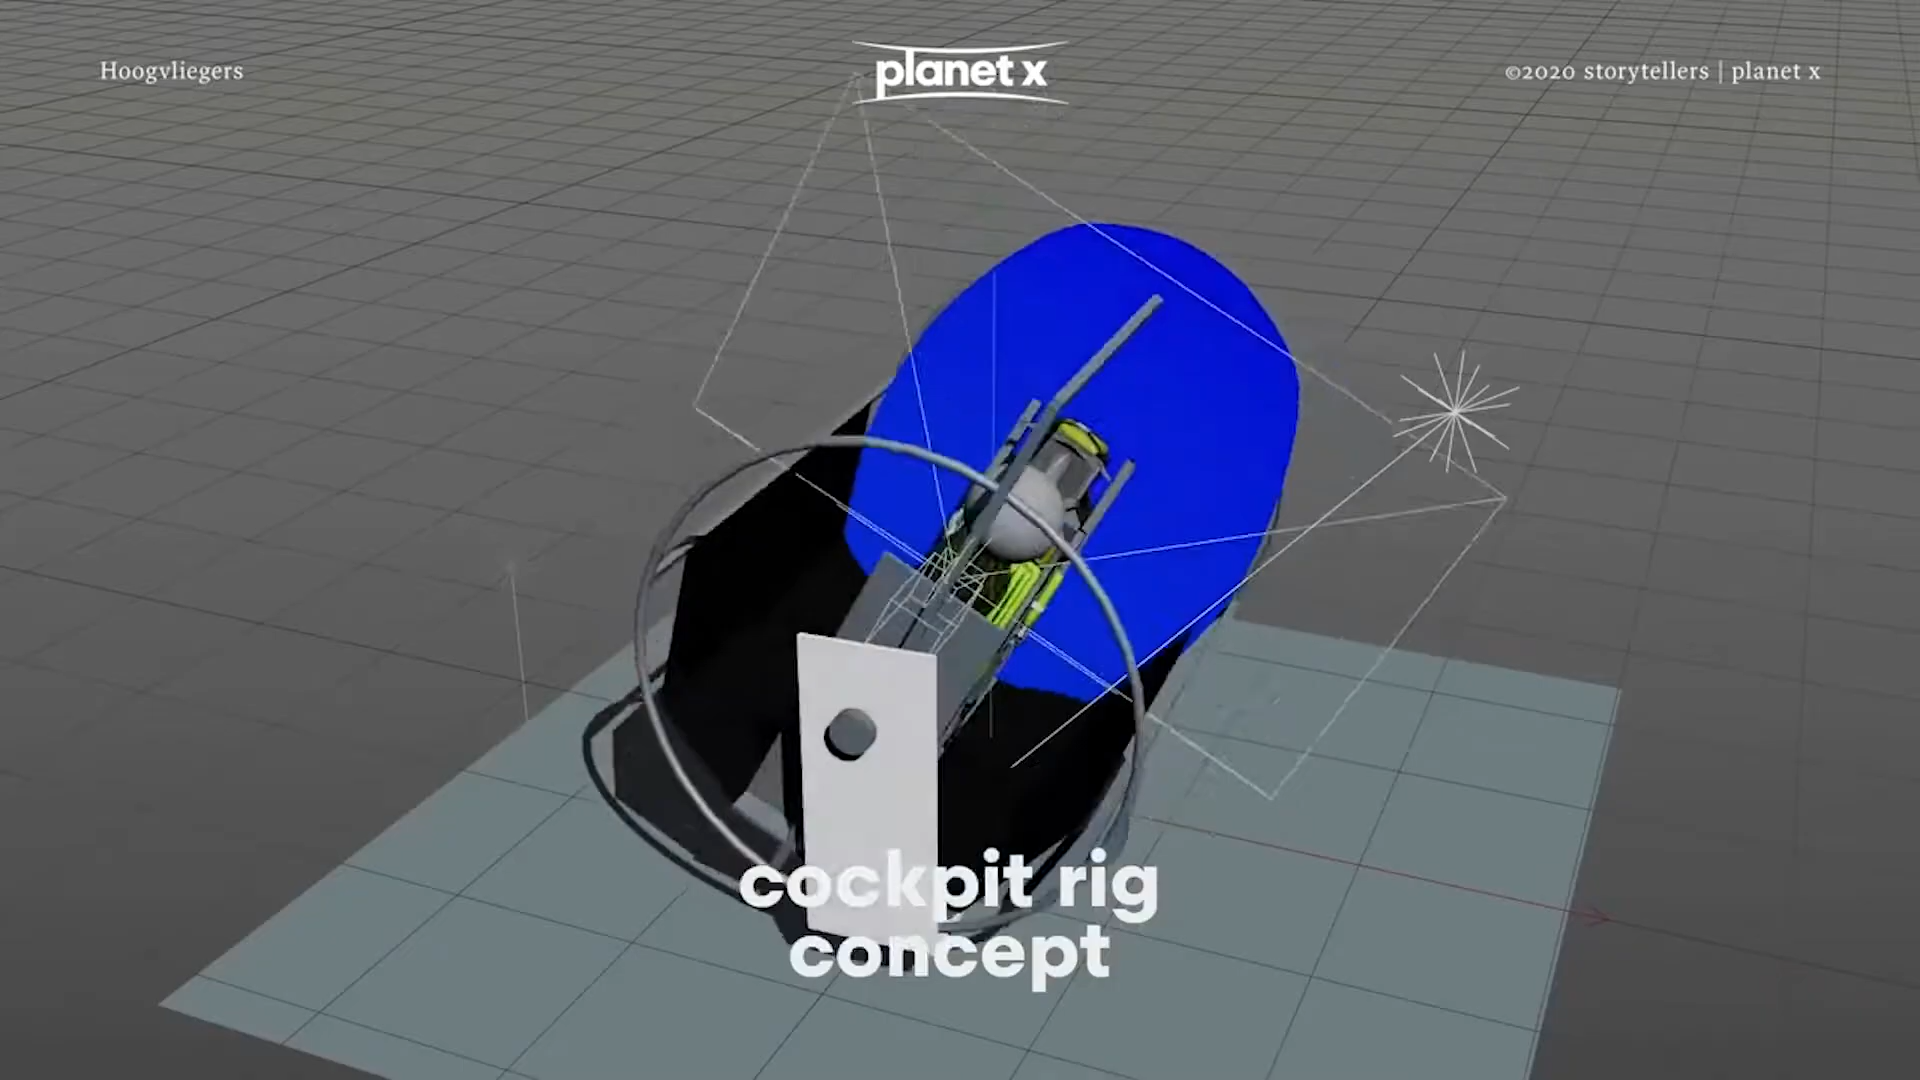 Hoogvliegers
planet x
©2020 storytellers | planet x
cockpit rig
concept